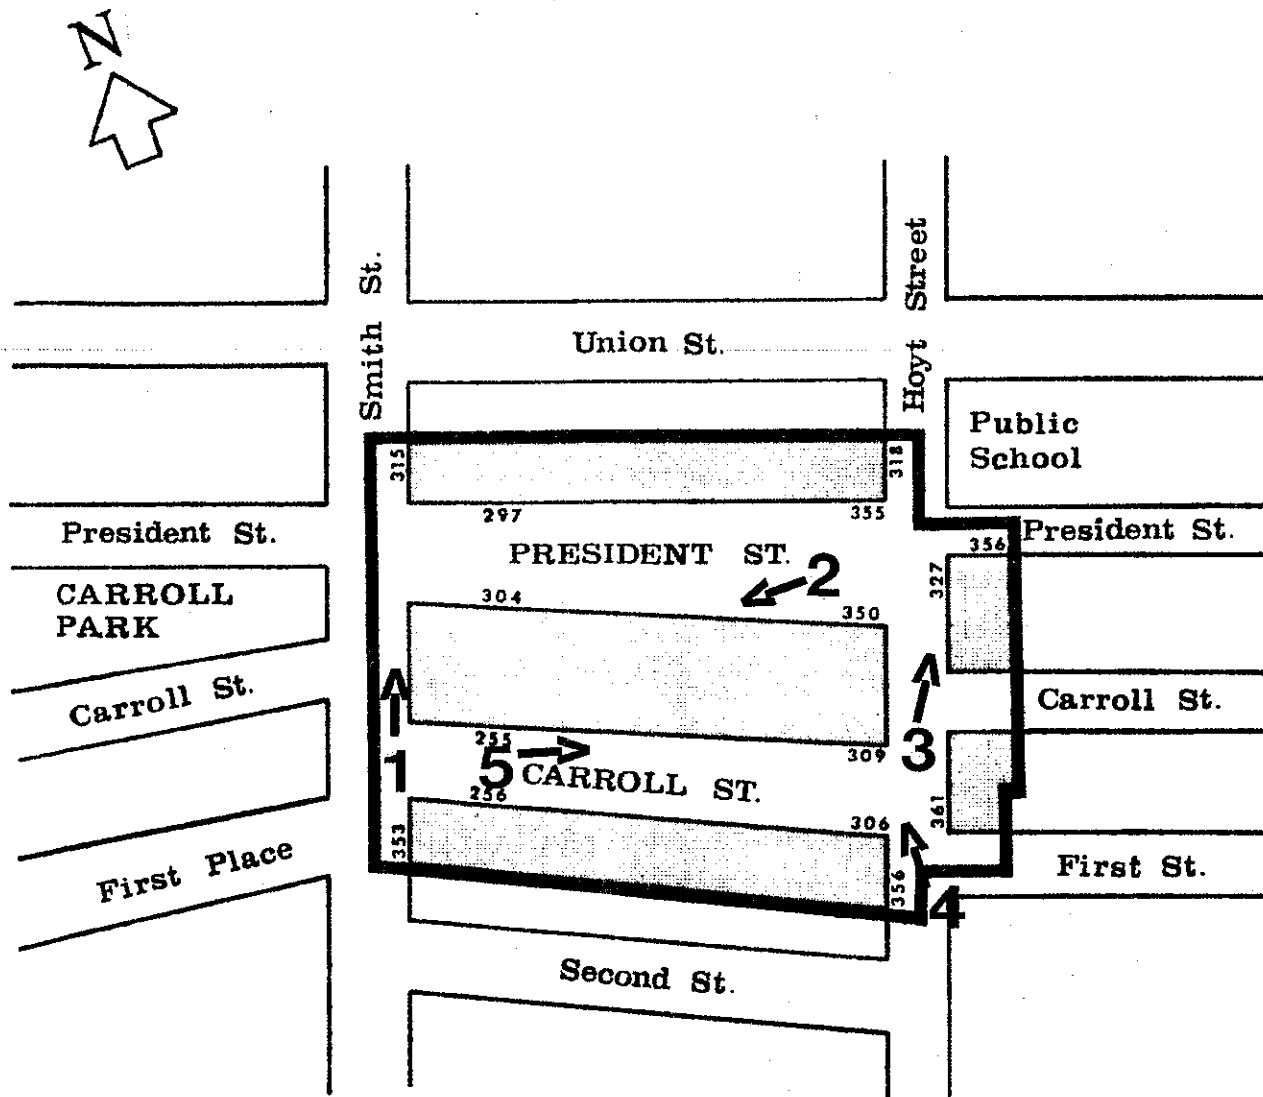 N
Smith St.
Hoyt Street
Union St.
Public
School
315
318
297
355
President St.
PRESIDENT ST.
President St.
356
327
2
CARROLL
PARK
304
350
Carroll St.
Carroll St.
1
255
309
3
5
CARROLL ST.
256
306
361
353
356
First Place
First St.
4
Second St.